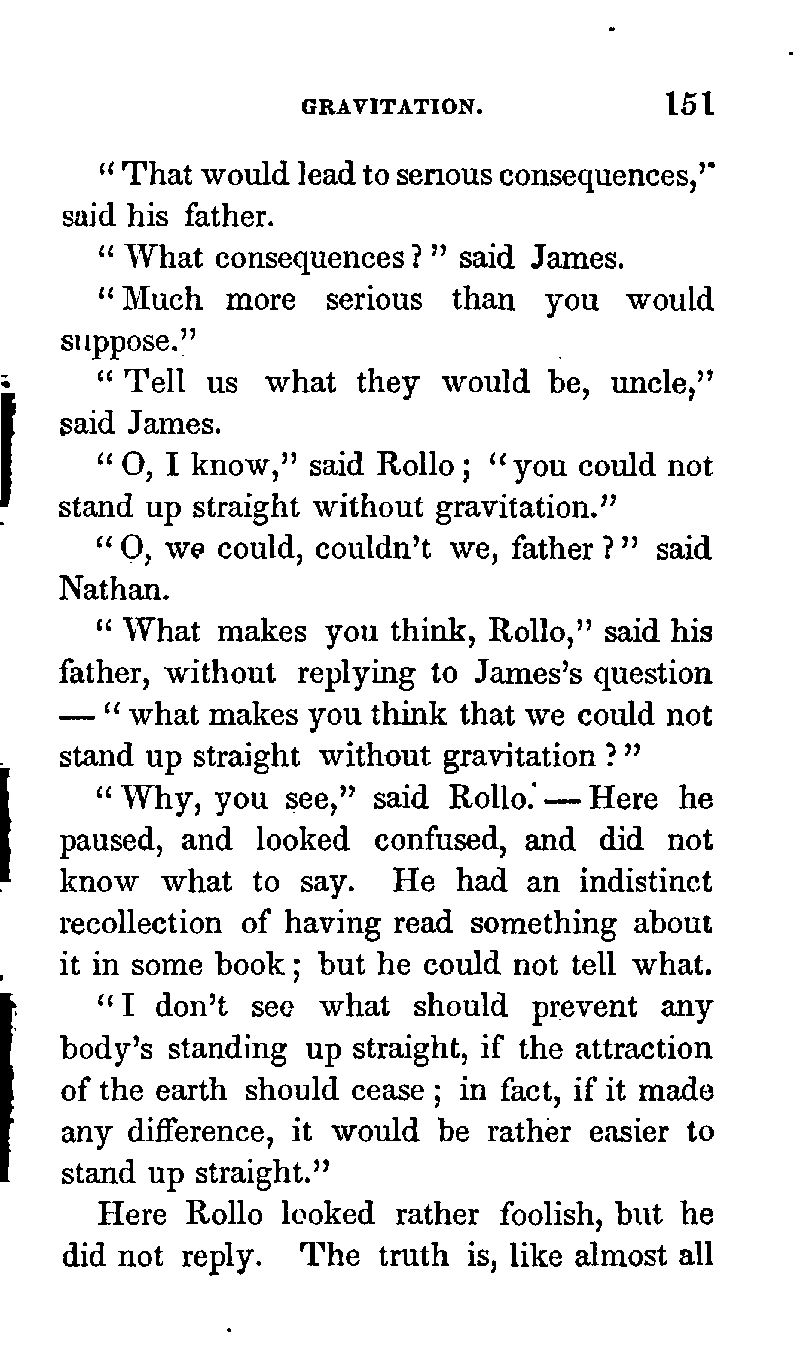 GRAVITATION. 151
" That would lead to serious consequences,"
said his father.
" What consequences ? " said James.
" Much more serious than you would
suppose."
" Tell us what they would be, uncle,"
said James.
" O, I know," said Rollo ; " you could not
stand up straight without gravitation."
" O, we could, couldn't we, father ? " said
Nathan.
" What makes you think, Rollo," said his
father, without replying to James's question
— " what makes you think that we could not
stand up straight without gravitation ? "
" Why, you see," said Rollo. — Here he
paused, and looked confused, and did not
know what to say. He had an indistinct
recollection of having read something about
it in some book ; but he could not tell what.
" I don't see what should prevent any
body's standing up straight, if the attraction
of the earth should cease ; in fact, if it made
any difference, it would be rather easier to
stand up straight."
Here Rollo looked rather foolish, but he
did not reply. The truth is, like almost all